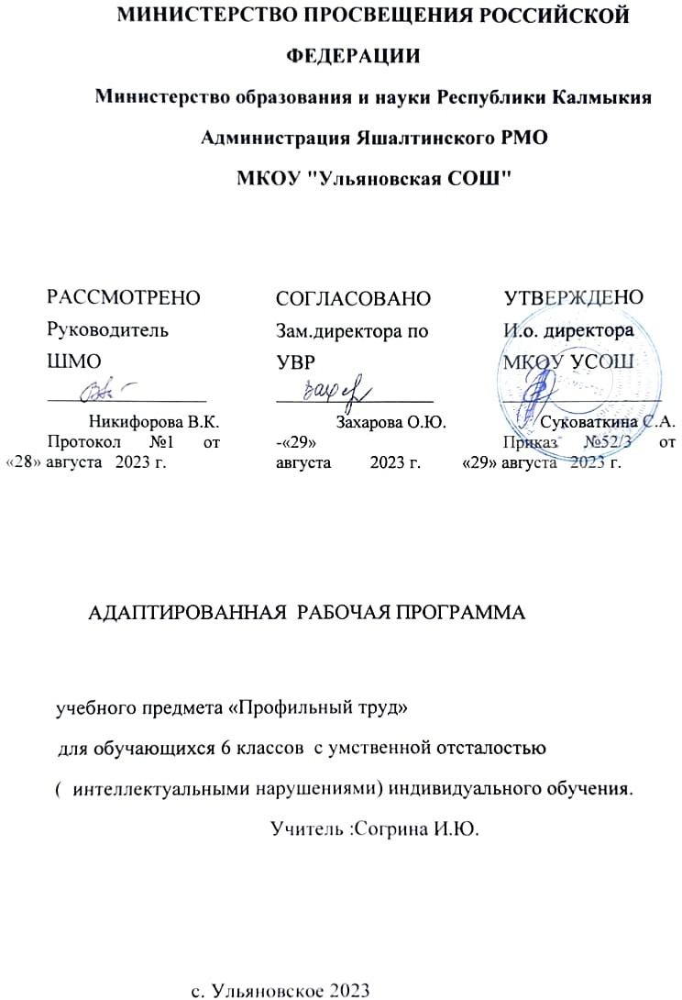 МИНИСТЕРСТВО ПРОСВЕЩЕНИЯ РОССИЙСКОЙ
ФЕДЕРАЦИИ
Министерство образования и науки Республики Калмыкия
Администрация Яшалтинского РМО
МКОУ "Ульяновская СОШ"
РАССМОТРЕНО
Руководитель
ШМО
Никифорова В.К.
Протокол №1 от
«28» августа 2023 г.
СОГЛАСОВАНО
Зам.директора по
УВР
Захарова О.Ю.
-«29»
августа 2023 г.
УТВЕРЖДЕНО
И.о. директора
МКОУ УСОШ
Суковаткина С.А.
Приказ №52/3 от
«29» августа 2023 г.
АДАПТИРОВАННАЯ РАБОЧАЯ ПРОГРАММА
учебного предмета «Профильный труд»
для обучающихся 6 классов с умственной отсталостью
( интеллектуальными нарушениями) индивидуального обучения.
Учитель :Согрина И.Ю.
с. Ульяновское 2023